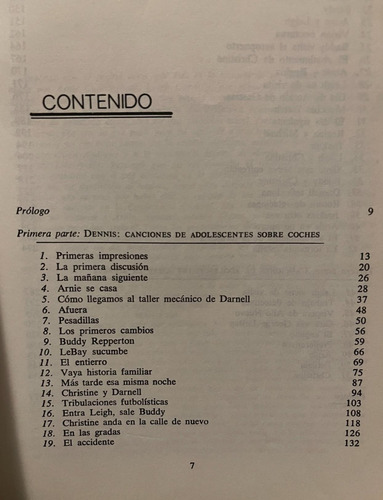 CONTENIDO
Prólogo 9
Primera parte: DENNIS: CANCIONES DE ADOLESCENTES SOBRE COCHES
1. Primeras impresiones 13
2. La primera discusión 20
3. La mañana siguiente 26
4. Arnie se casa 28
5. Cómo llegamos al taller mecánico de Darnell 37
6. Afuera 48
7. Pesadillas 50
8. Los primeros cambios 56
9. Buddy Repperton 59
10. LeBay sucumbe 66
11. El entierro 69
12. Vaya historia familiar 75
13. Más tarde esa misma noche 87
14. Christine y Darnell 94
15. Tribulaciones futbolísticas 103
16. Entra Leigh, sale Buddy 108
17. Christine anda en la calle de nuevo 118
18. En las gradas 126
19. El accidente 132
7